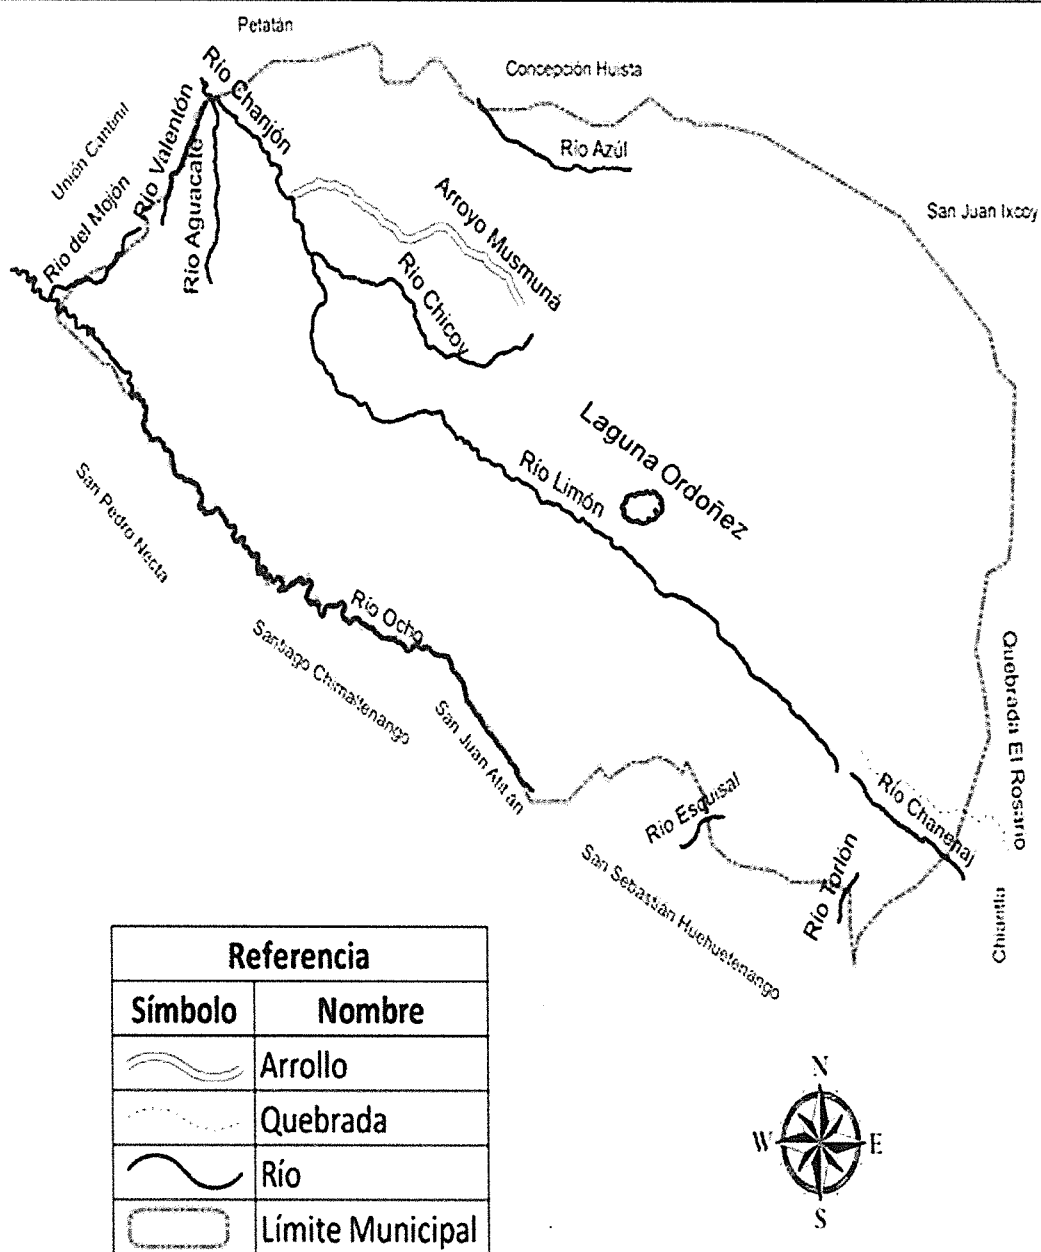 Petatán
Concepción Huista
Río Chanjón
Río Azúl
Unión Cantinil
Río Valentón
Río Aguacate
San Juan Ixcoy
Río del Mojón
Arroyo Musmuná
Río Chicoy
Laguna Ordoñez
Río Limón
San Pedro Necta
Río Ocho
Santiago Chimaltenango
San Juan Atitán
Quebrada El Rosario
Río Esquisal
Río Chanenaj
Río Torlón
San Sebastián Huehuetenango
Chiantla
Referencia
Símbolo Nombre
Arrollo
Quebrada
Río
Límite Municipal
N
W E
S